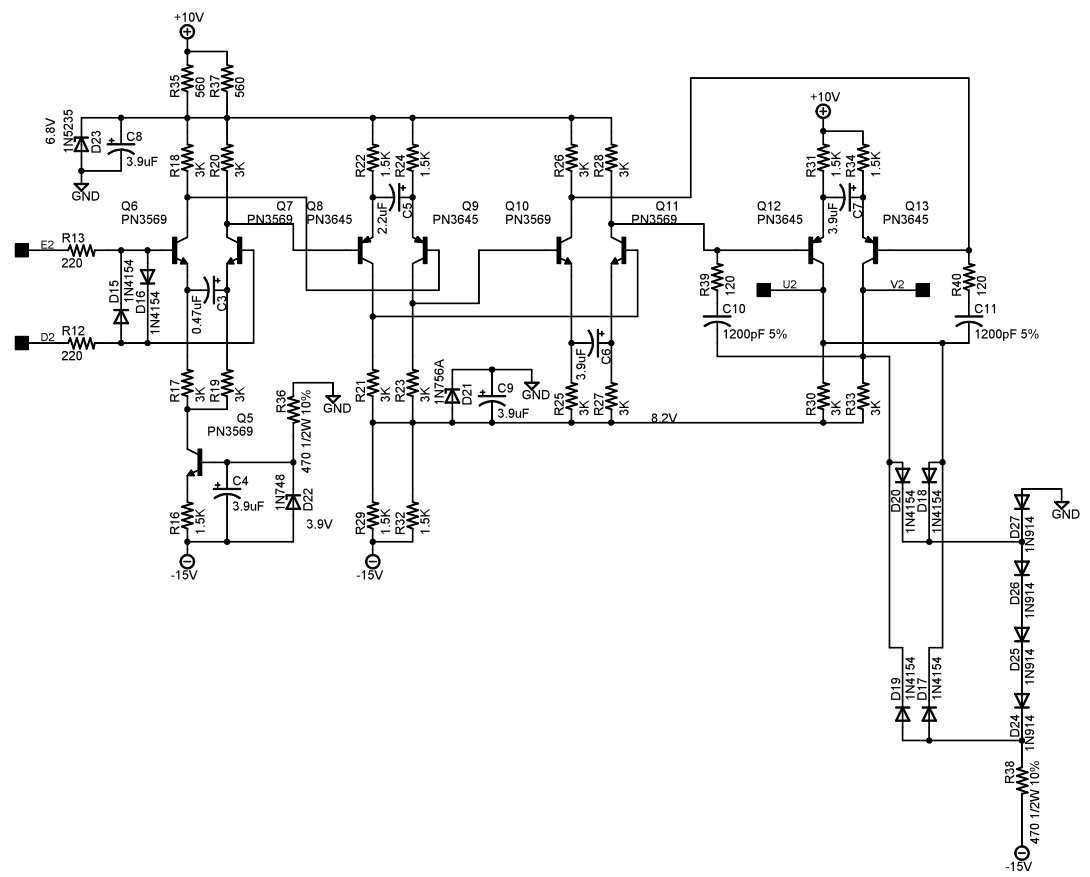 +10V
R35
560
R37
560
+10V
6.8V
1N5235
D23
C8
3.9uF
GND
R18
3K
R20
3K
R22
1.5K
R24
1.5K
R26
3K
R28
3K
R31
1.5K
R34
1.5K
Q6
PN3569
Q7
PN3569
Q8
PN3645
2.2uF
C5
Q9
PN3645
Q10
PN3569
Q11
PN3569
Q12
PN3645
3.9uF
C7
Q13
PN3645
E2
R13
220
D15
1N4154
D16
1N4154
0.47uF
C3
D2
R12
220
R39
120
C10
1200pF 5%
U2
V2
R40
120
C11
1200pF 5%
3.9uF
C6
R17
3K
R19
3K
R36
470 1/2W 10%
GND
R21
3K
R23
3K
1N756A
D21
C9
3.9uF
GND
R25
3K
R27
3K
8.2V
R30
3K
R33
3K
Q5
PN3569
C4
3.9uF
1N748
D22
3.9V
R16
1.5K
-15V
R29
1.5K
R32
1.5K
-15V
D20
1N4154
D18
1N4154
D27
1N914
GND
D26
1N914
D25
1N914
D19
1N4154
D17
1N4154
D24
1N914
R38
470 1/2W 10%
-15V